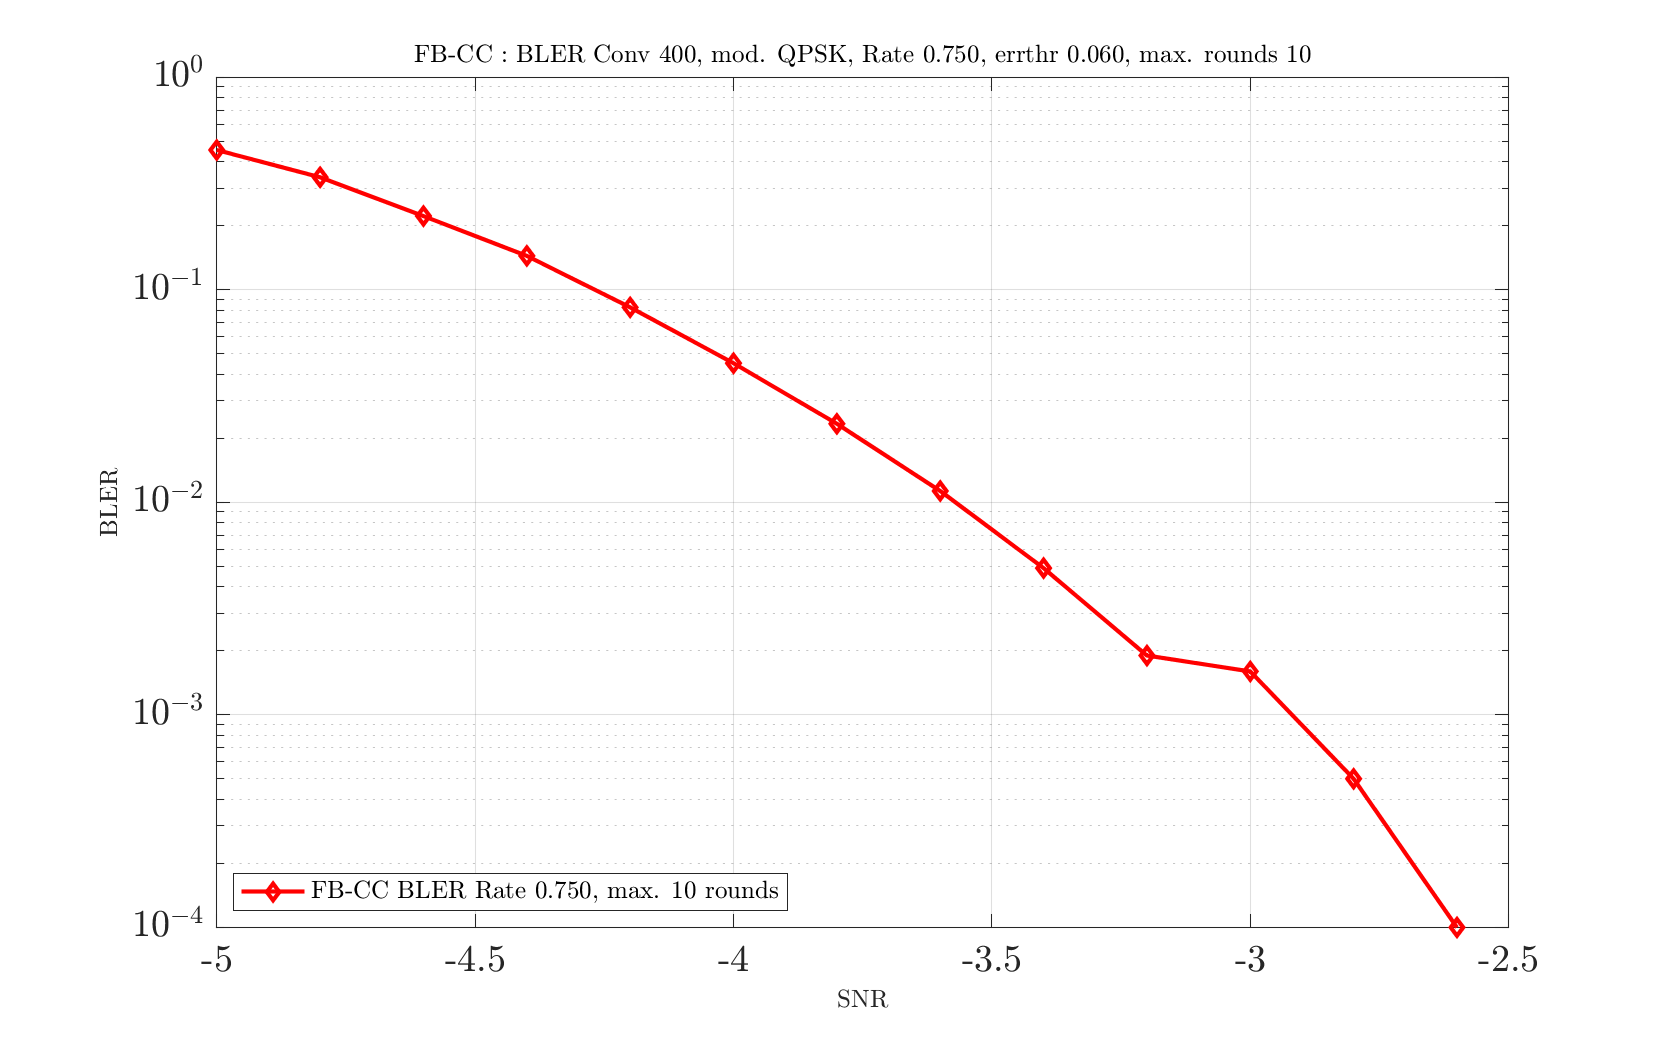 FB-CC : BLER Conv 400, mod. QPSK, Rate 0.750, errthr 0.060, max. rounds 10
10⁰
10⁻¹
10⁻²
10⁻³
10⁻⁴
BLER
FB-CC BLER Rate 0.750, max. 10 rounds
-5 -4.5 -4 -3.5 -3 -2.5
SNR